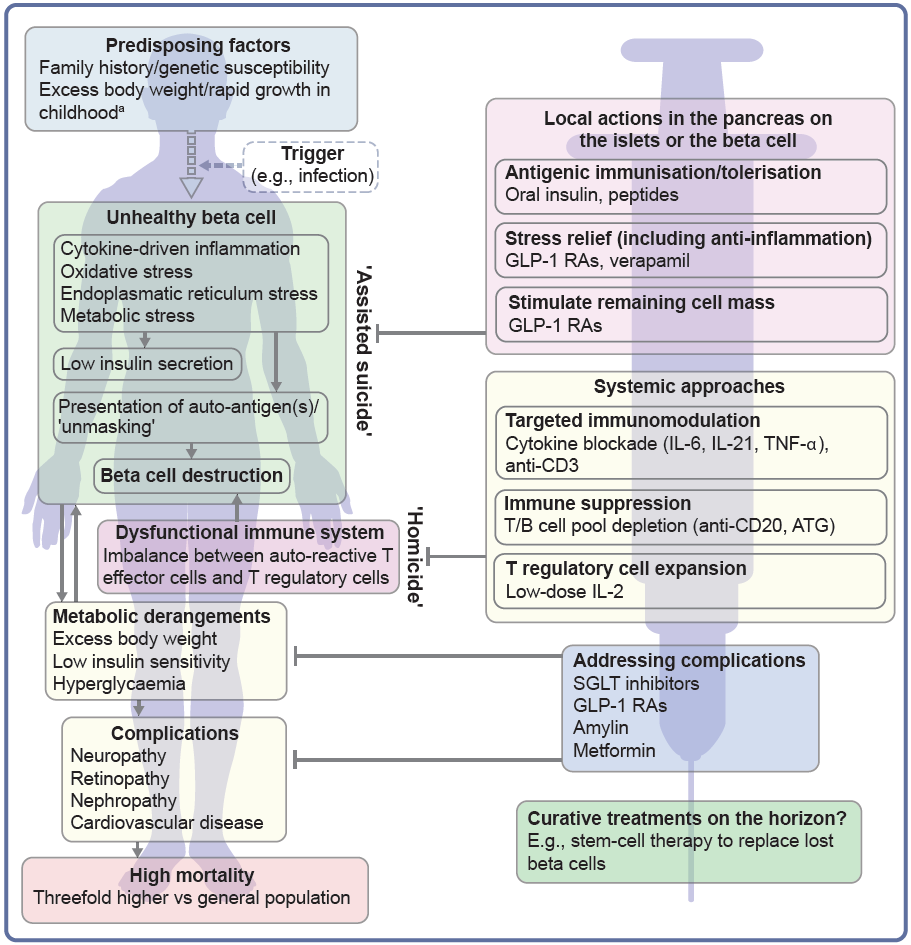 Predisposing factors
Family history/genetic susceptibility
Excess body weight/rapid growth in
childhoodᵃ
Trigger
(e.g., infection)
Unhealthy beta cell
Cytokine-driven inflammation
Oxidative stress
Endoplasmatic reticulum stress
Metabolic stress
Low insulin secretion
Presentation of auto-antigen(s)/
'unmasking'
Beta cell destruction
'Assisted suicide'
Dysfunctional immune system
Imbalance between auto-reactive T
effector cells and T regulatory cells
'Homicide'
Metabolic derangements
Excess body weight
Low insulin sensitivity
Hyperglycaemia
Complications
Neuropathy
Retinopathy
Nephropathy
Cardiovascular disease
High mortality
Threefold higher vs general population
Local actions in the pancreas on
the islets or the beta cell
Antigenic immunisation/tolerisation
Oral insulin, peptides
Stress relief (including anti-inflammation)
GLP-1 RAs, verapamil
Stimulate remaining cell mass
GLP-1 RAs
Systemic approaches
Targeted immunomodulation
Cytokine blockade (IL-6, IL-21, TNF-α),
anti-CD3
Immune suppression
T/B cell pool depletion (anti-CD20, ATG)
T regulatory cell expansion
Low-dose IL-2
Addressing complications
SGLT inhibitors
GLP-1 RAs
Amylin
Metformin
Curative treatments on the horizon?
E.g., stem-cell therapy to replace lost
beta cells